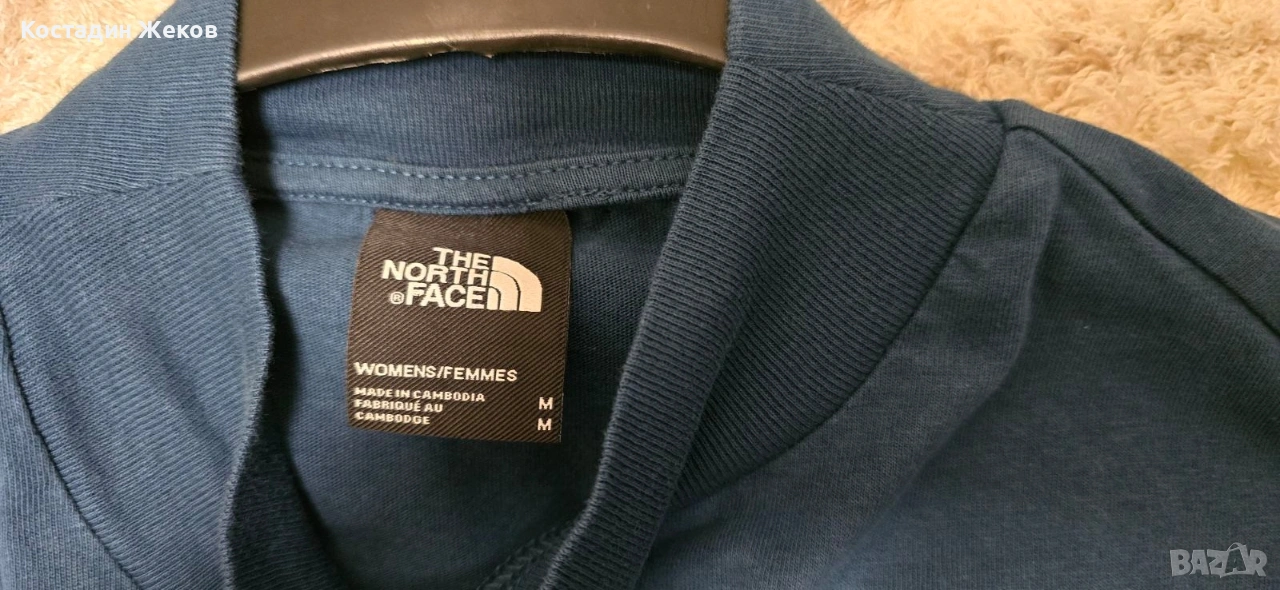 Костадин Жеков
THE
NORTH
® FACE
WOMENS/FEMMES
MADE IN CAMBODIA
FABRIQUÉ AU
CAMBODGE
M
M
BAZAR